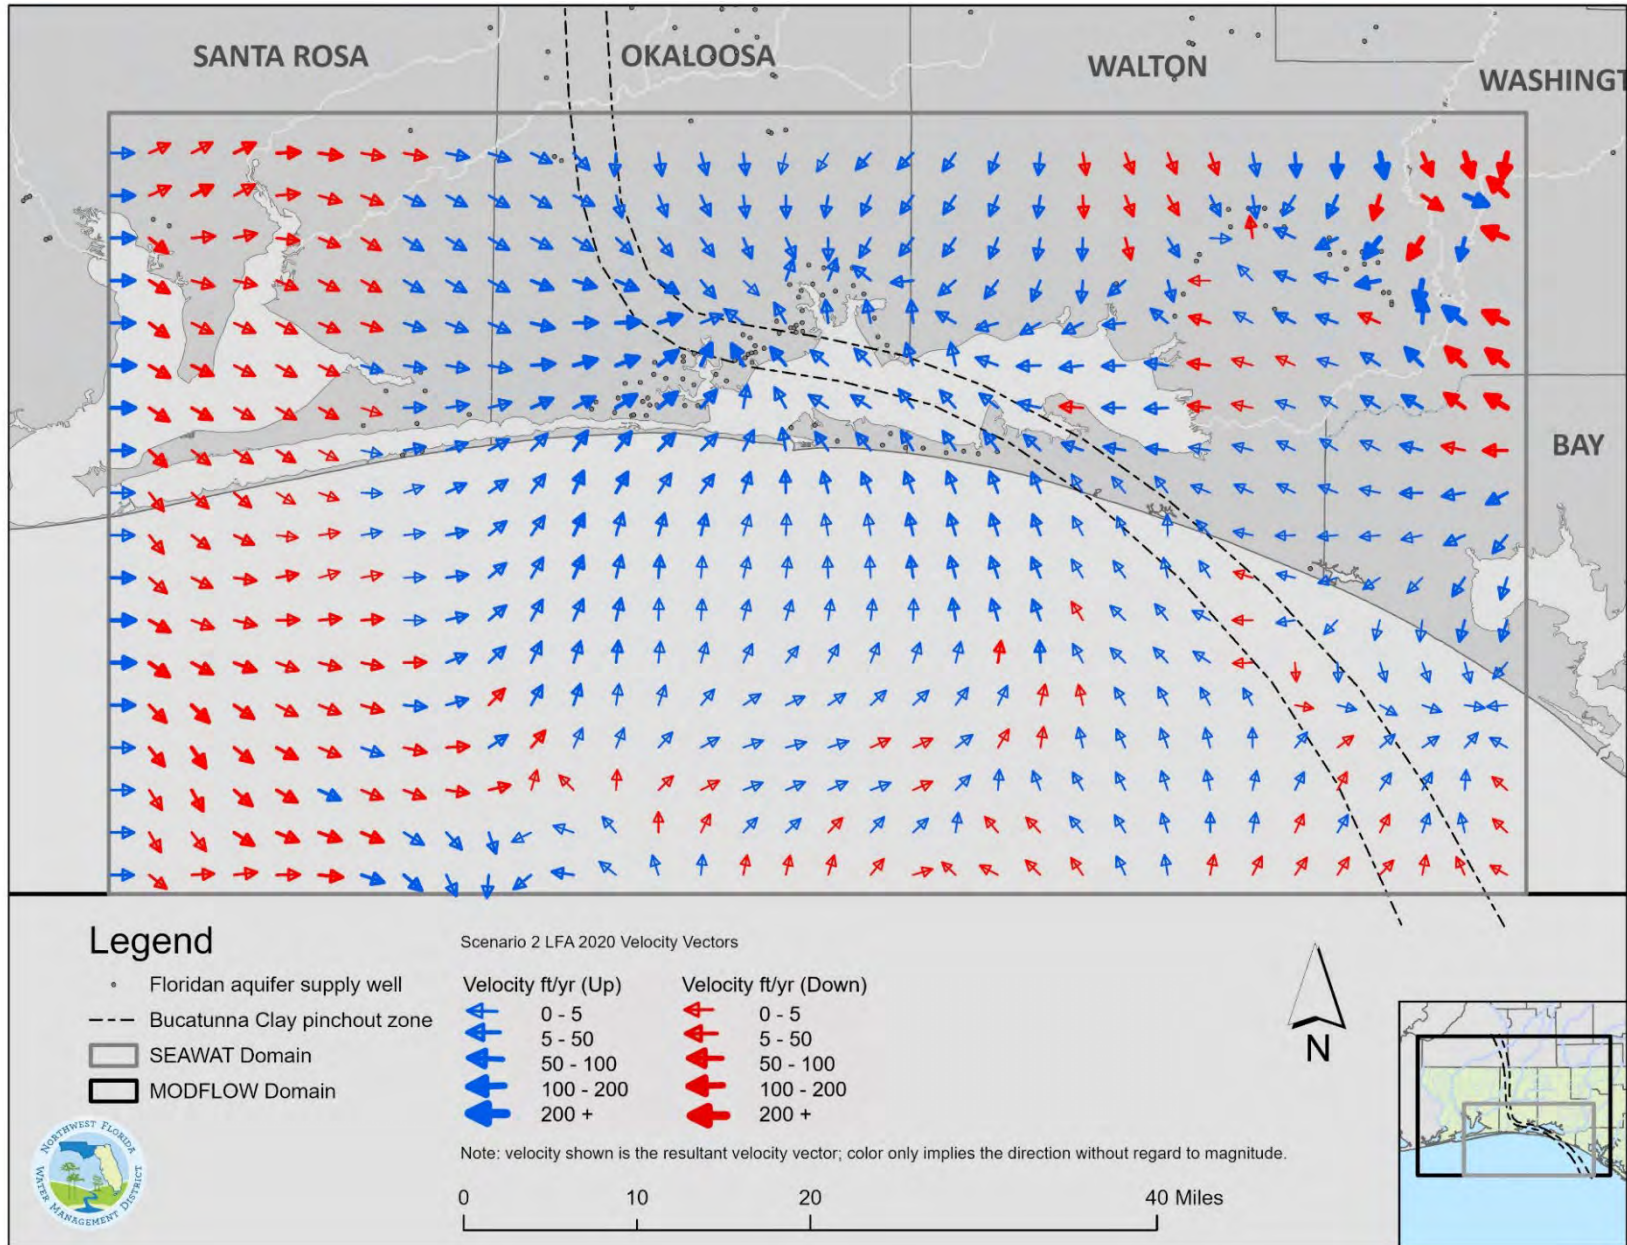 SANTA ROSA
OKALOOSA
WALTON
WASHINGT
BAY
Legend
Floridan aquifer supply well
Bucatunna Clay pinchout zone
SEAWAT Domain
MODFLOW Domain
Scenario 2 LFA 2020 Velocity Vectors
Velocity ft/yr (Up)
0 - 5
5 - 50
50 - 100
100 - 200
200 +
Velocity ft/yr (Down)
0 - 5
5 - 50
50 - 100
100 - 200
200 +
Note: velocity shown is the resultant velocity vector; color only implies the direction without regard to magnitude.
0 10 20 40 Miles
N
NORTHWEST FLORIDA
WATER MANAGEMENT DISTRICT